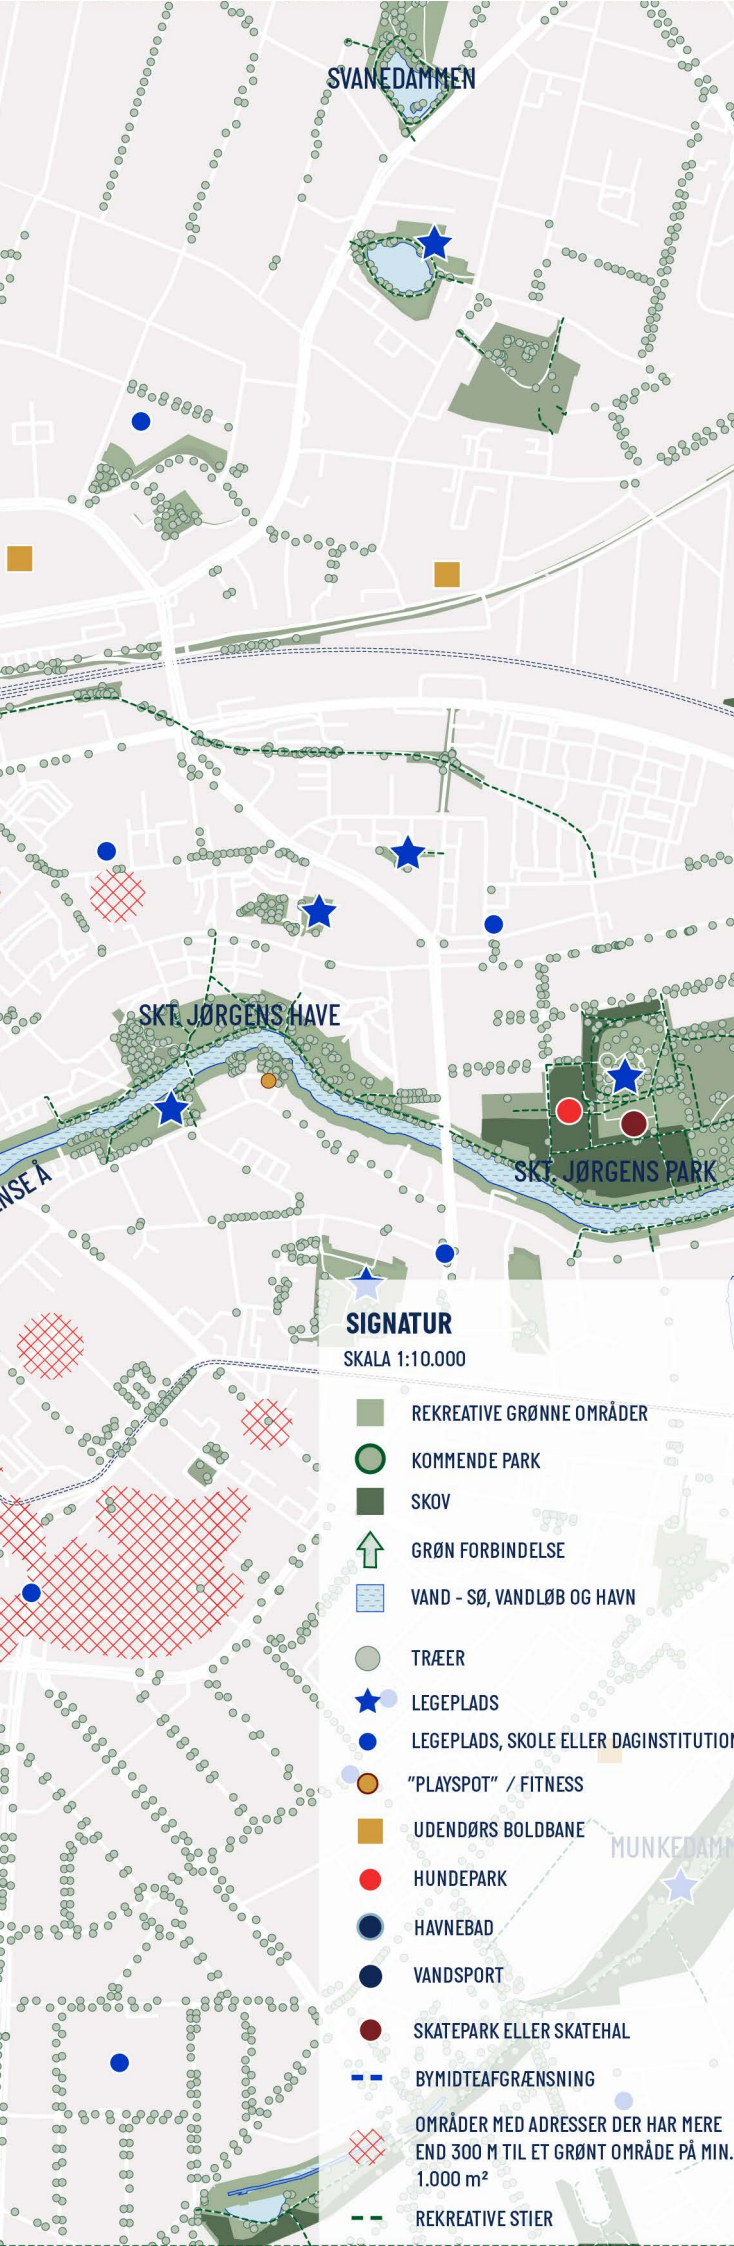 SVANEDAMMEN
SKT. JØRGENS HAVE
NSE Å
SKT. JØRGENS PARK
SIGNATUR
SKALA 1:10.000
REKREATIVE GRØNNE OMRÅDER
KOMMENDE PARK
SKOV
GRØN FORBINDELSE
VAND - SØ, VANDLØB OG HAVN
TRÆER
LEGEPLADS
LEGEPLADS, SKOLE ELLER DAGINSTITUTION
"PLAYSPOT" / FITNESS
UDENDØRS BOLDBANE
MUNKEDAMM
HUNDEPARK
HAVNEBAD
VANDSPORT
SKATEPARK ELLER SKATEHAL
BYMIDTEAFGRÆNSNING
OMRÅDER MED ADRESSER DER HAR MERE
END 300 M TIL ET GRØNT OMRÅDE PÅ MIN.
1.000 m²
REKREATIVE STIER